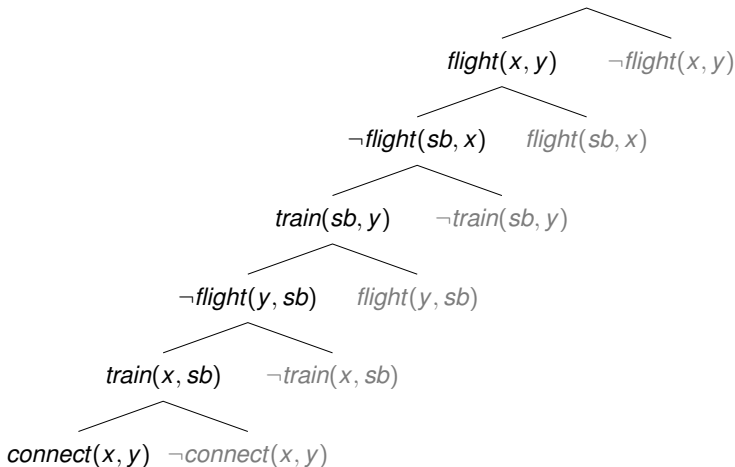 flight(x, y) ¬flight(x, y)
¬flight(sb, x) flight(sb, x)
train(sb, y) ¬train(sb, y)
¬flight(y, sb) flight(y, sb)
train(x, sb) ¬train(x, sb)
connect(x, y) ¬connect(x, y)